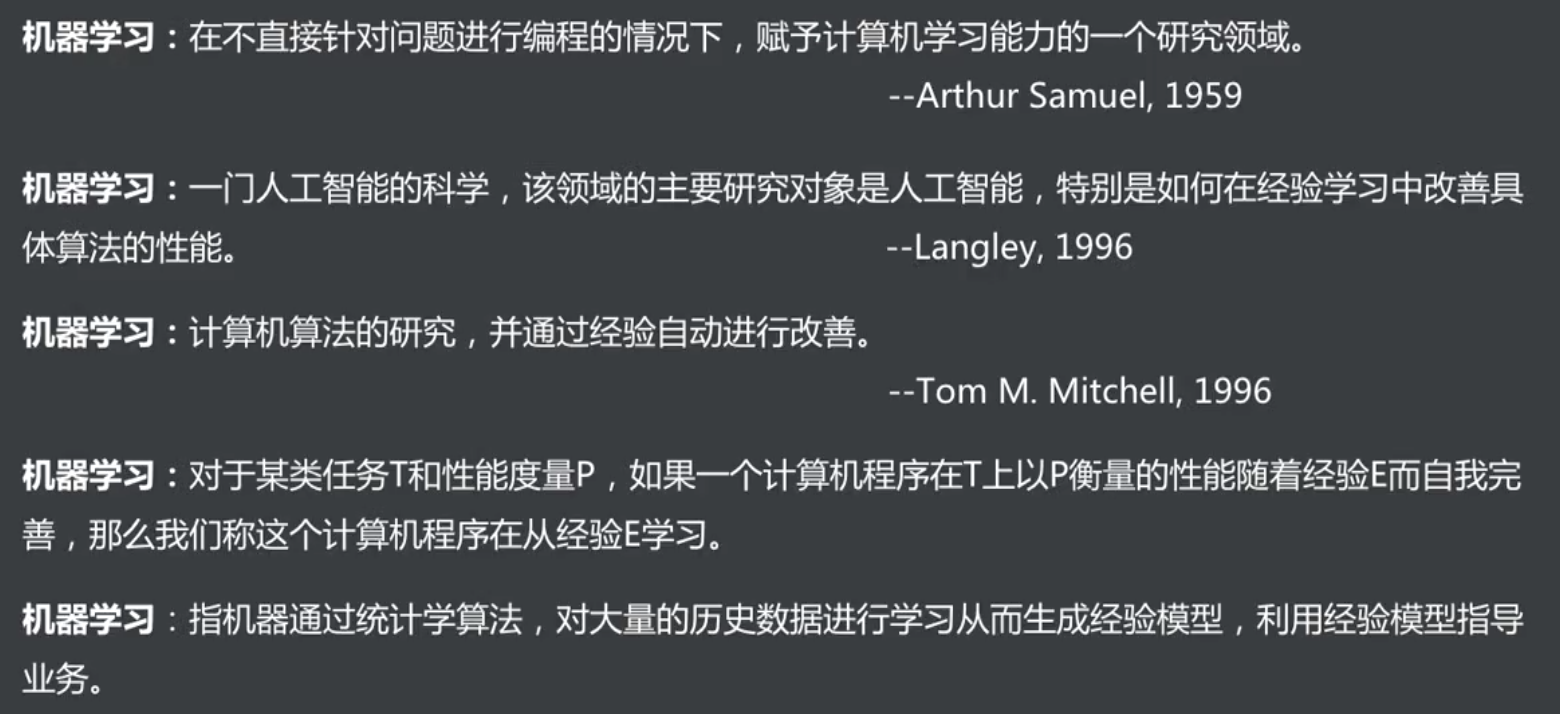 机器学习：在不直接针对问题进行编程的情况下，赋予计算机学习能力的一个研究领域。
--Arthur Samuel, 1959
机器学习：一门人工智能的科学，该领域的主要研究对象是人工智能，特别是如何在经验学习中改善具
体算法的性能。 --Langley, 1996
机器学习：计算机算法的研究，并通过经验自动进行改善。
--Tom M. Mitchell, 1996
机器学习：对于某类任务T和性能度量P，如果一个计算机程序在T上以P衡量的性能随着经验E而自我完
善，那么我们称这个计算机程序在从经验E学习。
机器学习：指机器通过统计学算法，对大量的历史数据进行学习从而生成经验模型，利用经验模型指导
业务。